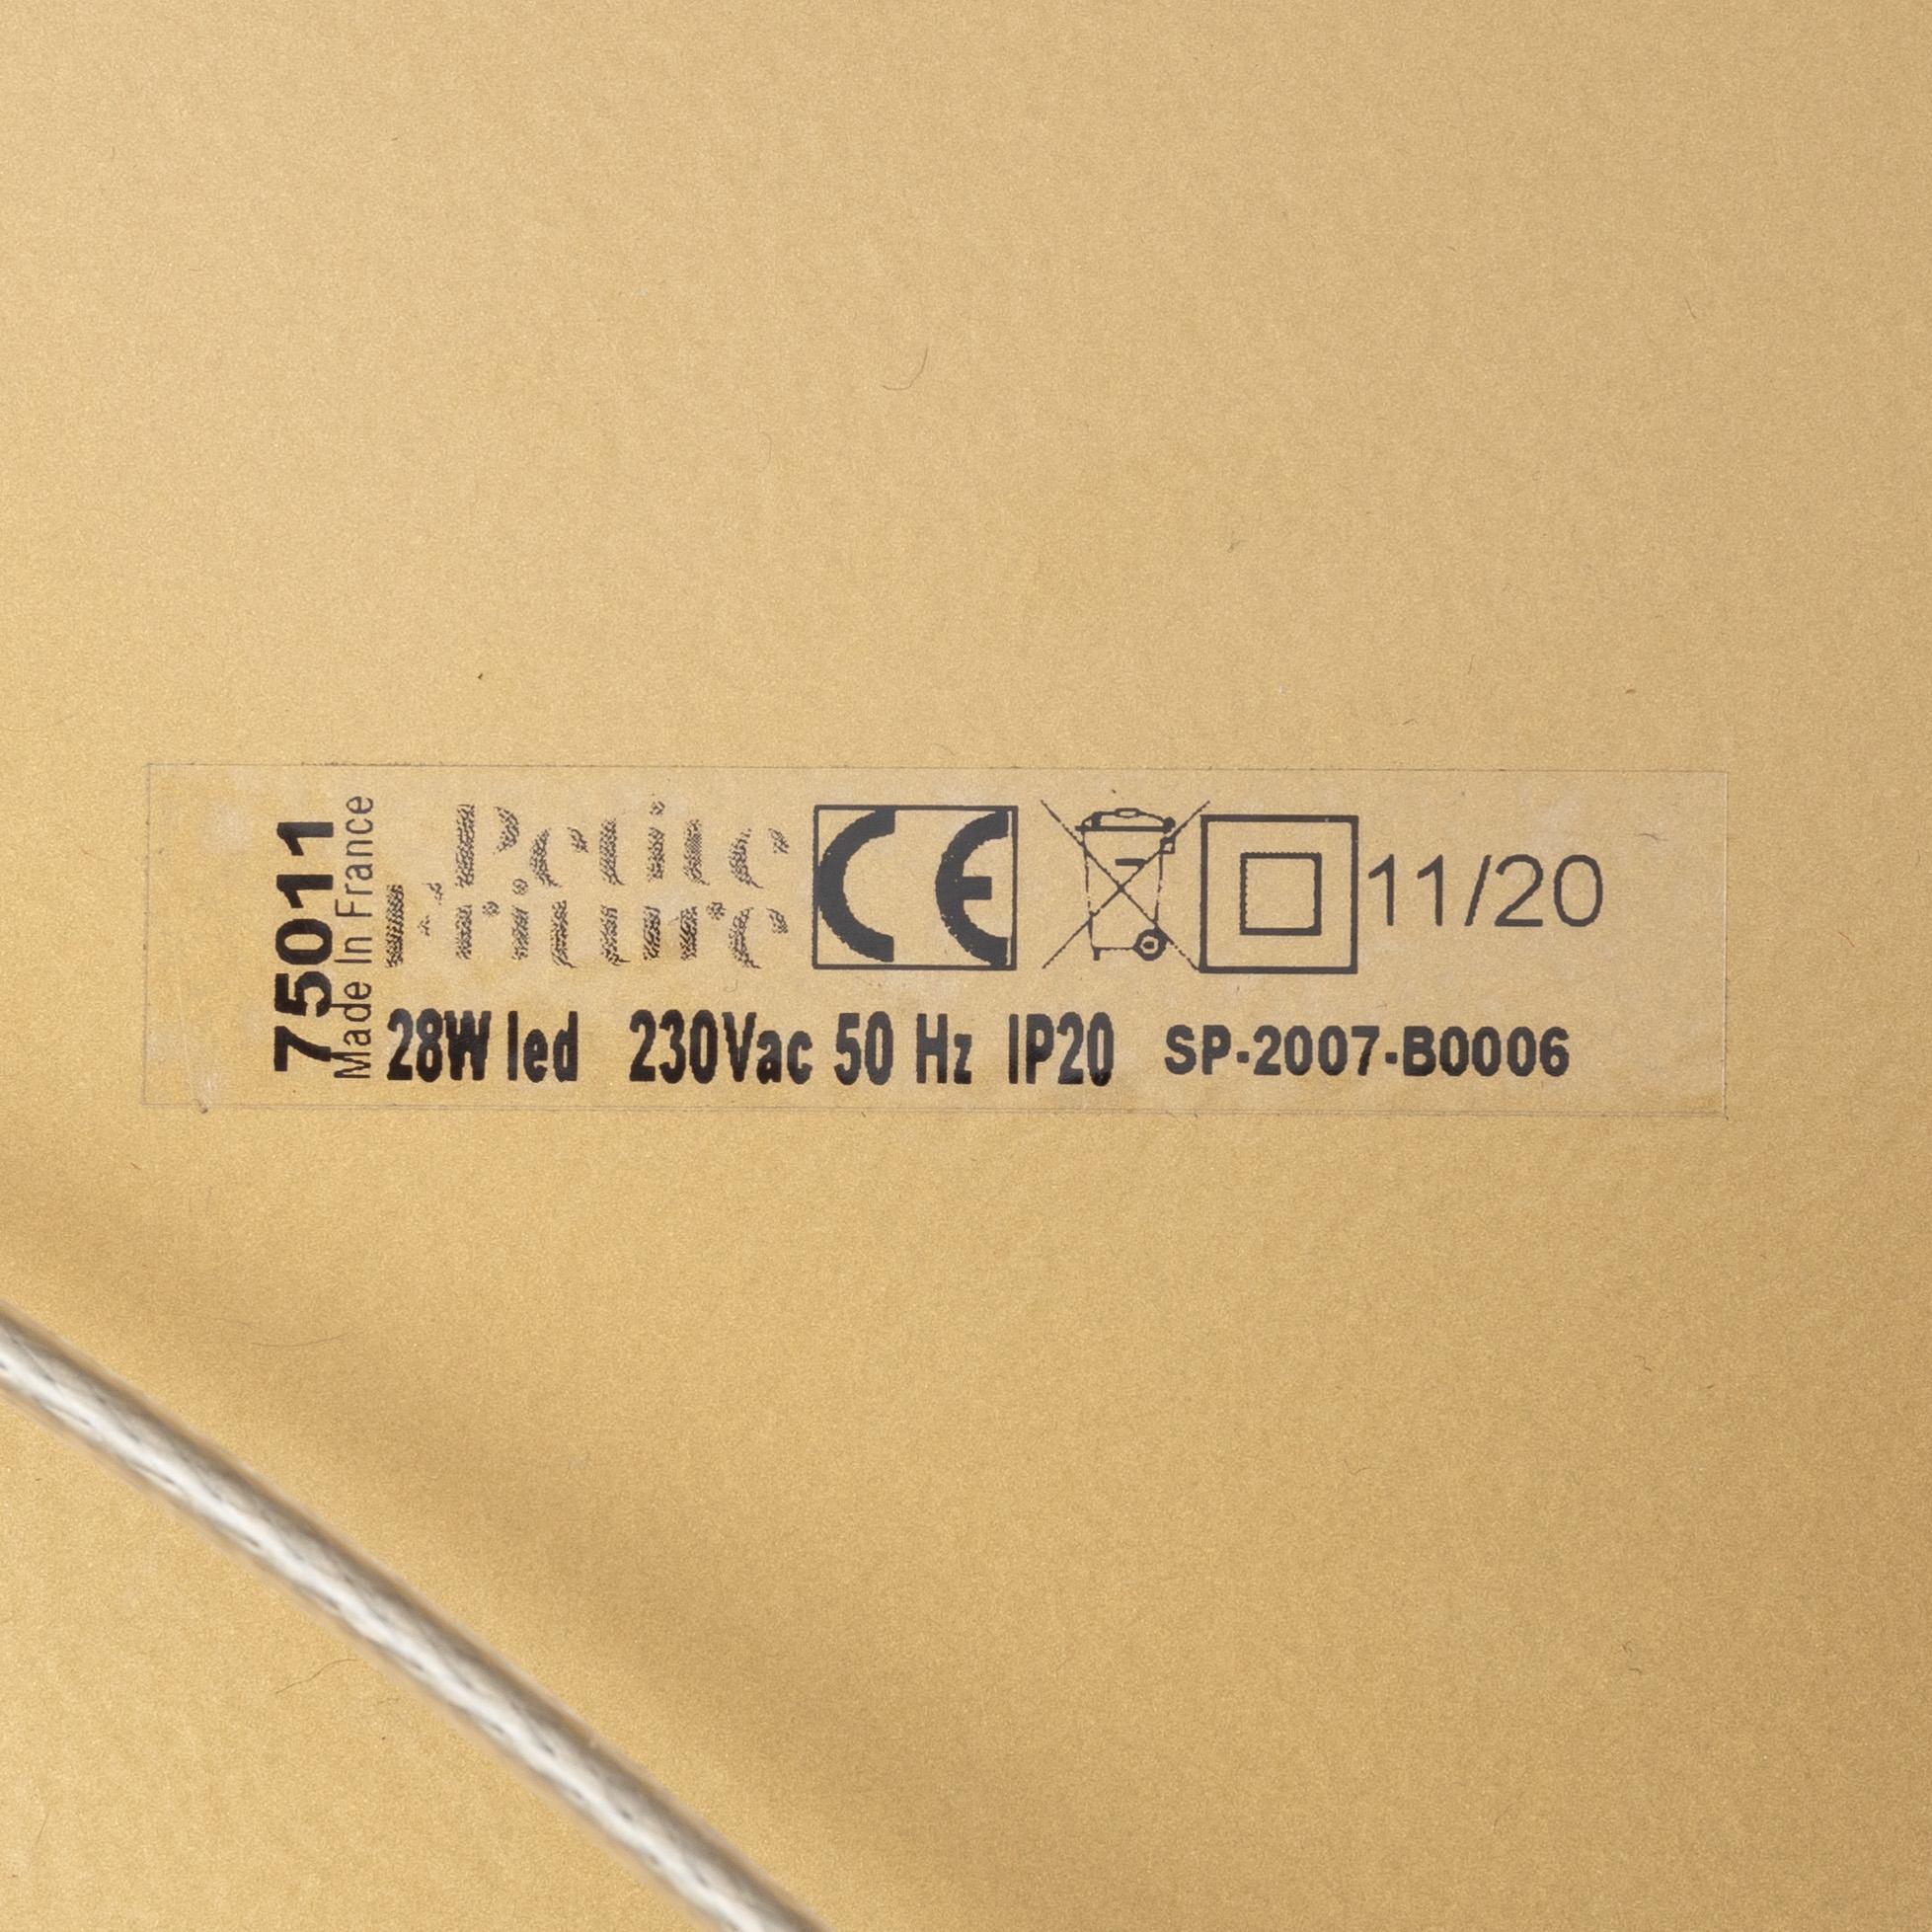 75011
Made In France
Petite
Friture
CE
11/20
28W led 230Vac 50 Hz IP20 SP-2007-B0006